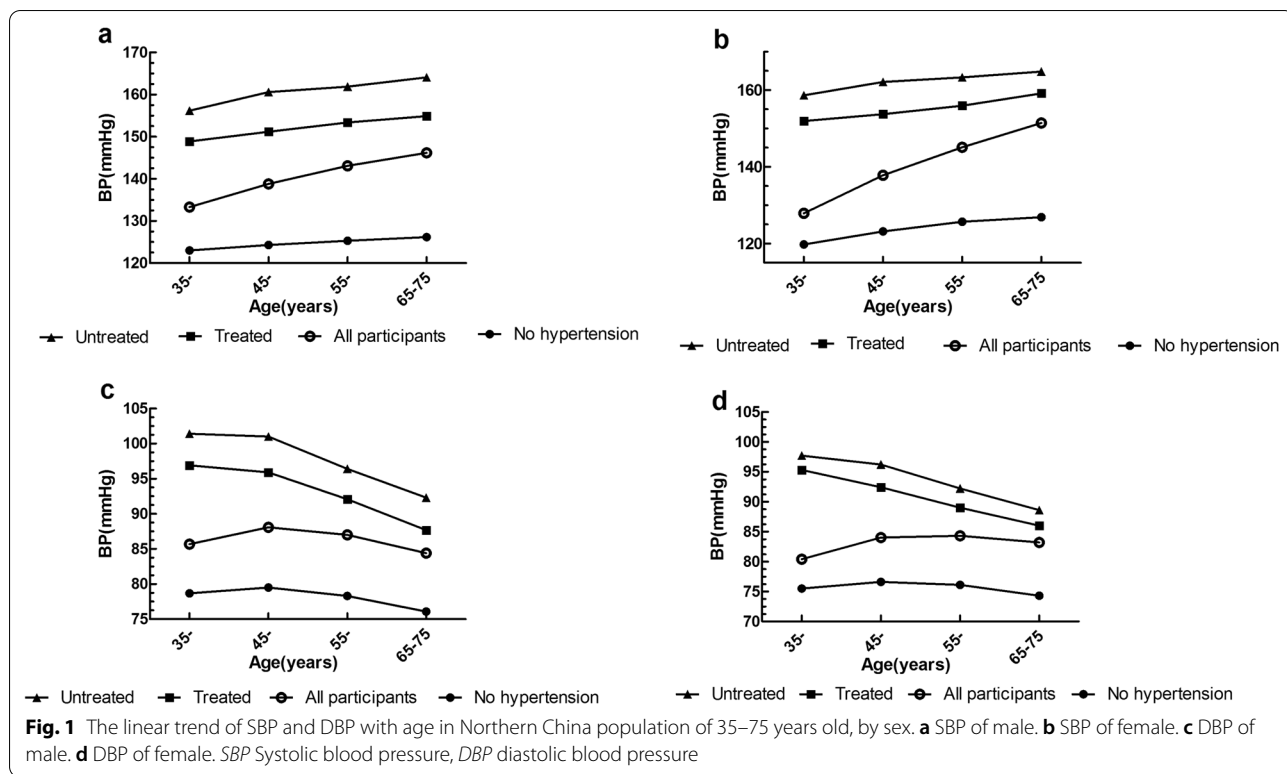 a
170
160
150
140
130
120
BP(mmHg)
35-
45-
55-
65-75
Age(years)
Untreated Treated All participants No hypertension
b
160
140
120
BP(mmHg)
35-
45-
55-
65-75
Age(years)
Untreated Treated All participants No hypertension
c
105
100
95
90
85
80
75
BP(mmHg)
35-
45-
55-
65-75
Age(years)
Untreated Treated All participants No hypertension
d
105
100
95
90
85
80
75
70
BP(mmHg)
35-
45-
55-
65-75
Age(years)
Untreated Treated All participants No hypertension
Fig. 1 The linear trend of SBP and DBP with age in Northern China population of 35–75 years old, by sex. a SBP of male. b SBP of female. c DBP of
male. d DBP of female. SBP Systolic blood pressure, DBP diastolic blood pressure